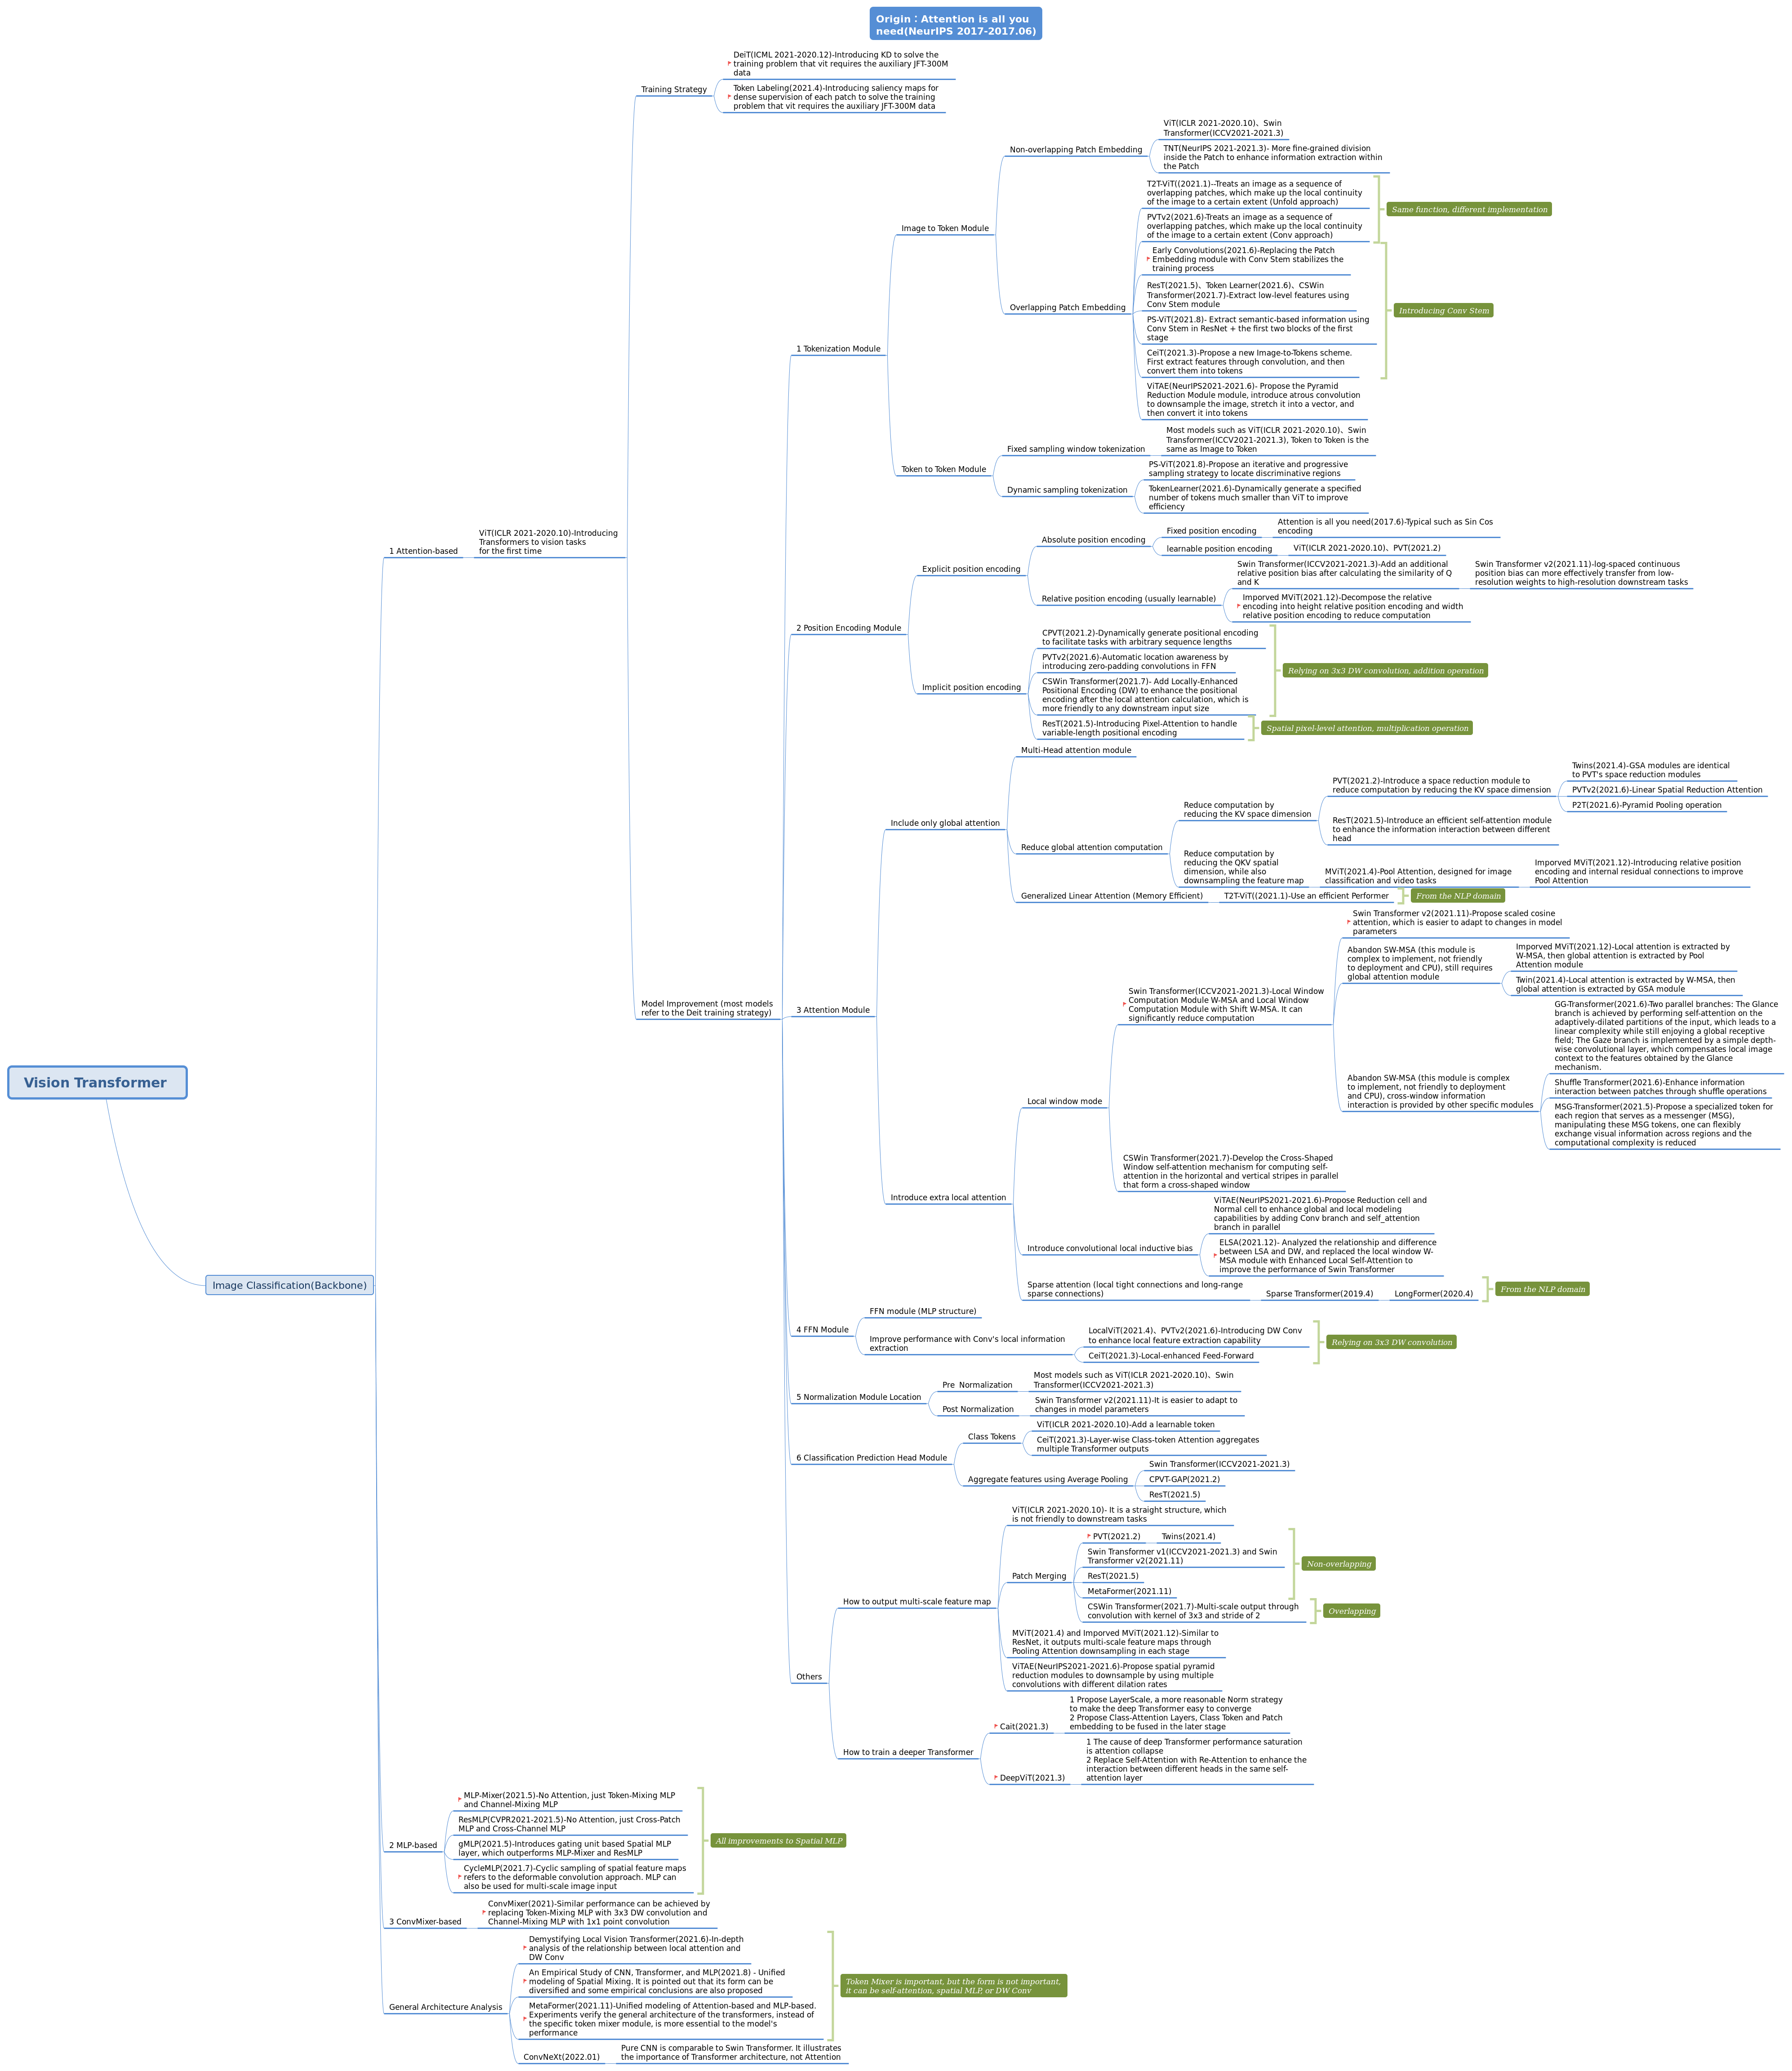 Origin：Attention is all you
need(NeurIPS 2017-2017.06)
Vision Transformer
Image Classification(Backbone)
1 Attention-based
ViT(ICLR 2021-2020.10)-Introducing
Transformers to vision tasks
for the first time
Training Strategy
DeiT(ICML 2021-2020.12)-Introducing KD to solve the
training problem that vit requires the auxiliary JFT-300M
data
Token Labeling(2021.4)-Introducing saliency maps for
dense supervision of each patch to solve the training
problem that vit requires the auxiliary JFT-300M data
Model Improvement (most models
refer to the Deit training strategy)
1 Tokenization Module
Image to Token Module
Non-overlapping Patch Embedding
ViT(ICLR 2021-2020.10)、Swin
Transformer(ICCV2021-2021.3)
TNT(NeurIPS 2021-2021.3)- More fine-grained division
inside the Patch to enhance information extraction within
the Patch
Overlapping Patch Embedding
T2T-ViT((2021.1)--Treats an image as a sequence of
overlapping patches, which make up the local continuity
of the image to a certain extent (Unfold approach)
PVTv2(2021.6)-Treats an image as a sequence of
overlapping patches, which make up the local continuity
of the image to a certain extent (Conv approach)
Same function, different implementation
Early Convolutions(2021.6)-Replacing the Patch
Embedding module with Conv Stem stabilizes the
training process
ResT(2021.5)、Token Learner(2021.6)、CSWin
Transformer(2021.7)-Extract low-level features using
Conv Stem module
PS-ViT(2021.8)- Extract semantic-based information using
Conv Stem in ResNet + the first two blocks of the first
stage
CeiT(2021.3)-Propose a new Image-to-Tokens scheme.
First extract features through convolution, and then
convert them into tokens
Introducing Conv Stem
ViTAE(NeurIPS2021-2021.6)- Propose the Pyramid
Reduction Module module, introduce atrous convolution
to downsample the image, stretch it into a vector, and
then convert it into tokens
Token to Token Module
Fixed sampling window tokenization
Most models such as ViT(ICLR 2021-2020.10)、Swin
Transformer(ICCV2021-2021.3), Token to Token is the
same as Image to Token
Dynamic sampling tokenization
PS-ViT(2021.8)-Propose an iterative and progressive
sampling strategy to locate discriminative regions
TokenLearner(2021.6)-Dynamically generate a specified
number of tokens much smaller than ViT to improve
efficiency
2 Position Encoding Module
Explicit position encoding
Absolute position encoding
Fixed position encoding
Attention is all you need(2017.6)-Typical such as Sin Cos
encoding
learnable position encoding
ViT(ICLR 2021-2020.10)、PVT(2021.2)
Relative position encoding (usually learnable)
Swin Transformer(ICCV2021-2021.3)-Add an additional
relative position bias after calculating the similarity of Q
and K
Swin Transformer v2(2021.11)-log-spaced continuous
position bias can more effectively transfer from low-
resolution weights to high-resolution downstream tasks
Imporved MViT(2021.12)-Decompose the relative
encoding into height relative position encoding and width
relative position encoding to reduce computation
Implicit position encoding
CPVT(2021.2)-Dynamically generate positional encoding
to facilitate tasks with arbitrary sequence lengths
PVTv2(2021.6)-Automatic location awareness by
introducing zero-padding convolutions in FFN
CSWin Transformer(2021.7)- Add Locally-Enhanced
Positional Encoding (DW) to enhance the positional
encoding after the local attention calculation, which is
more friendly to any downstream input size
Relying on 3x3 DW convolution, addition operation
ResT(2021.5)-Introducing Pixel-Attention to handle
variable-length positional encoding
Spatial pixel-level attention, multiplication operation
3 Attention Module
Include only global attention
Multi-Head attention module
Reduce global attention computation
Reduce computation by
reducing the KV space dimension
PVT(2021.2)-Introduce a space reduction module to
reduce computation by reducing the KV space dimension
Twins(2021.4)-GSA modules are identical
to PVT's space reduction modules
PVTv2(2021.6)-Linear Spatial Reduction Attention
P2T(2021.6)-Pyramid Pooling operation
ResT(2021.5)-Introduce an efficient self-attention module
to enhance the information interaction between different
head
Reduce computation by
reducing the QKV spatial
dimension, while also
downsampling the feature map
MViT(2021.4)-Pool Attention, designed for image
classification and video tasks
Imporved MViT(2021.12)-Introducing relative position
encoding and internal residual connections to improve
Pool Attention
Generalized Linear Attention (Memory Efficient)
T2T-ViT((2021.1)-Use an efficient Performer
From the NLP domain
Introduce extra local attention
Local window mode
Swin Transformer(ICCV2021-2021.3)-Local Window
Computation Module W-MSA and Local Window
Computation Module with Shift W-MSA. It can
significantly reduce computation
Swin Transformer v2(2021.11)-Propose scaled cosine
attention, which is easier to adapt to changes in model
parameters
Abandon SW-MSA (this module is
complex to implement, not friendly
to deployment and CPU), still requires
global attention module
Imporved MViT(2021.12)-Local attention is extracted by
W-MSA, then global attention is extracted by Pool
Attention module
Twin(2021.4)-Local attention is extracted by W-MSA, then
global attention is extracted by GSA module
Abandon SW-MSA (this module is complex
to implement, not friendly to deployment
and CPU), cross-window information
interaction is provided by other specific modules
GG-Transformer(2021.6)-Two parallel branches: The Glance
branch is achieved by performing self-attention on the
adaptively-dilated partitions of the input, which leads to a
linear complexity while still enjoying a global receptive
field; The Gaze branch is implemented by a simple depth-
wise convolutional layer, which compensates local image
context to the features obtained by the Glance
mechanism.
Shuffle Transformer(2021.6)-Enhance information
interaction between patches through shuffle operations
MSG-Transformer(2021.5)-Propose a specialized token for
each region that serves as a messenger (MSG),
manipulating these MSG tokens, one can flexibly
exchange visual information across regions and the
computational complexity is reduced
CSWin Transformer(2021.7)-Develop the Cross-Shaped
Window self-attention mechanism for computing self-
attention in the horizontal and vertical stripes in parallel
that form a cross-shaped window
Introduce convolutional local inductive bias
ViTAE(NeurIPS2021-2021.6)-Propose Reduction cell and
Normal cell to enhance global and local modeling
capabilities by adding Conv branch and self_attention
branch in parallel
ELSA(2021.12)- Analyzed the relationship and difference
between LSA and DW, and replaced the local window W-
MSA module with Enhanced Local Self-Attention to
improve the performance of Swin Transformer
Sparse attention (local tight connections and long-range
sparse connections)
Sparse Transformer(2019.4)
LongFormer(2020.4)
From the NLP domain
4 FFN Module
FFN module (MLP structure)
Improve performance with Conv's local information
extraction
LocalViT(2021.4)、PVTv2(2021.6)-Introducing DW Conv
to enhance local feature extraction capability
CeiT(2021.3)-Local-enhanced Feed-Forward
Relying on 3x3 DW convolution
5 Normalization Module Location
Pre  Normalization
Most models such as ViT(ICLR 2021-2020.10)、Swin
Transformer(ICCV2021-2021.3)
Post Normalization
Swin Transformer v2(2021.11)-It is easier to adapt to
changes in model parameters
6 Classification Prediction Head Module
Class Tokens
ViT(ICLR 2021-2020.10)-Add a learnable token
CeiT(2021.3)-Layer-wise Class-token Attention aggregates
multiple Transformer outputs
Aggregate features using Average Pooling
Swin Transformer(ICCV2021-2021.3)
CPVT-GAP(2021.2)
ResT(2021.5)
Others
How to output multi-scale feature map
ViT(ICLR 2021-2020.10)- It is a straight structure, which
is not friendly to downstream tasks
Patch Merging
PVT(2021.2)
Twins(2021.4)
Swin Transformer v1(ICCV2021-2021.3) and Swin
Transformer v2(2021.11)
ResT(2021.5)
MetaFormer(2021.11)
Non-overlapping
CSWin Transformer(2021.7)-Multi-scale output through
convolution with kernel of 3x3 and stride of 2
Overlapping
MViT(2021.4) and Imporved MViT(2021.12)-Similar to
ResNet, it outputs multi-scale feature maps through
Pooling Attention downsampling in each stage
ViTAE(NeurIPS2021-2021.6)-Propose spatial pyramid
reduction modules to downsample by using multiple
convolutions with different dilation rates
How to train a deeper Transformer
Cait(2021.3)
1 Propose LayerScale, a more reasonable Norm strategy
to make the deep Transformer easy to converge
2 Propose Class-Attention Layers, Class Token and Patch
embedding to be fused in the later stage
DeepViT(2021.3)
1 The cause of deep Transformer performance saturation
is attention collapse
2 Replace Self-Attention with Re-Attention to enhance the
interaction between different heads in the same self-
attention layer
2 MLP-based
MLP-Mixer(2021.5)-No Attention, just Token-Mixing MLP
and Channel-Mixing MLP
ResMLP(CVPR2021-2021.5)-No Attention, just Cross-Patch
MLP and Cross-Channel MLP
gMLP(2021.5)-Introduces gating unit based Spatial MLP
layer, which outperforms MLP-Mixer and ResMLP
CycleMLP(2021.7)-Cyclic sampling of spatial feature maps
refers to the deformable convolution approach. MLP can
also be used for multi-scale image input
All improvements to Spatial MLP
3 ConvMixer-based
ConvMixer(2021)-Similar performance can be achieved by
replacing Token-Mixing MLP with 3x3 DW convolution and
Channel-Mixing MLP with 1x1 point convolution
General Architecture Analysis
Demystifying Local Vision Transformer(2021.6)-In-depth
analysis of the relationship between local attention and
DW Conv
An Empirical Study of CNN, Transformer, and MLP(2021.8) - Unified
modeling of Spatial Mixing. It is pointed out that its form can be
diversified and some empirical conclusions are also proposed
MetaFormer(2021.11)-Unified modeling of Attention-based and MLP-based.
Experiments verify the general architecture of the transformers, instead of
the specific token mixer module, is more essential to the model's
performance
Token Mixer is important, but the form is not important,
it can be self-attention, spatial MLP, or DW Conv
ConvNeXt(2022.01)
Pure CNN is comparable to Swin Transformer. It illustrates
the importance of Transformer architecture, not Attention